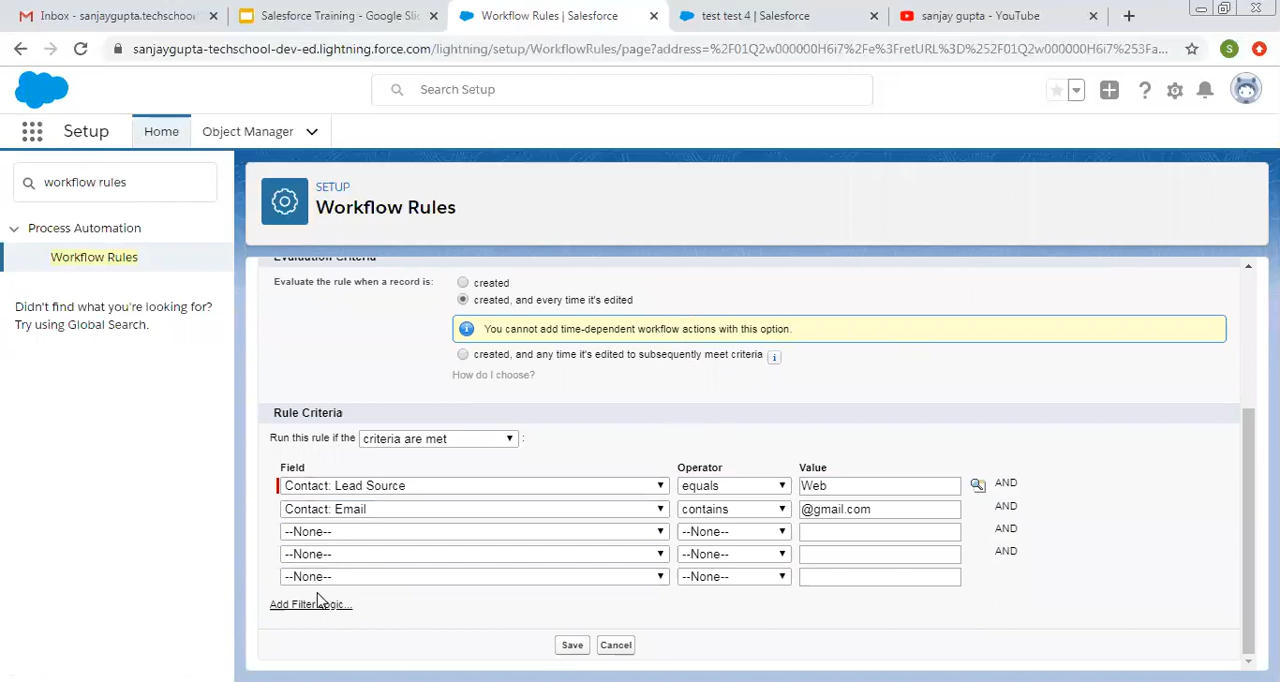 Inbox - sanjaygupta.techschool
Salesforce Training - Google Slid
Workflow Rules | Salesforce
test test 4 | Salesforce
sanjay gupta - YouTube
sanjaygupta-techschool-dev-ed.lightning.force.com/lightning/setup/WorkflowRules/page?address=%2F01Q2w000000H6i7%2Fe%3FretURL%3D%252F01Q2w000000H6i7%253Fa...
S
Search Setup
Setup
Home
Object Manager
workflow rules
Process Automation
Workflow Rules
Didn't find what you're looking for?
Try using Global Search.
SETUP
Workflow Rules
Evaluation Criteria
Evaluate the rule when a record is:
created
created, and every time it's edited
You cannot add time-dependent workflow actions with this option.
created, and any time it's edited to subsequently meet criteria
How do I choose?
Rule Criteria
Run this rule if the criteria are met :
Field Operator Value
Contact: Lead Source equals Web AND
Contact: Email contains @gmail.com AND
--None-- --None-- AND
--None-- --None-- AND
--None-- --None--
Add Filter Logic...
Save Cancel